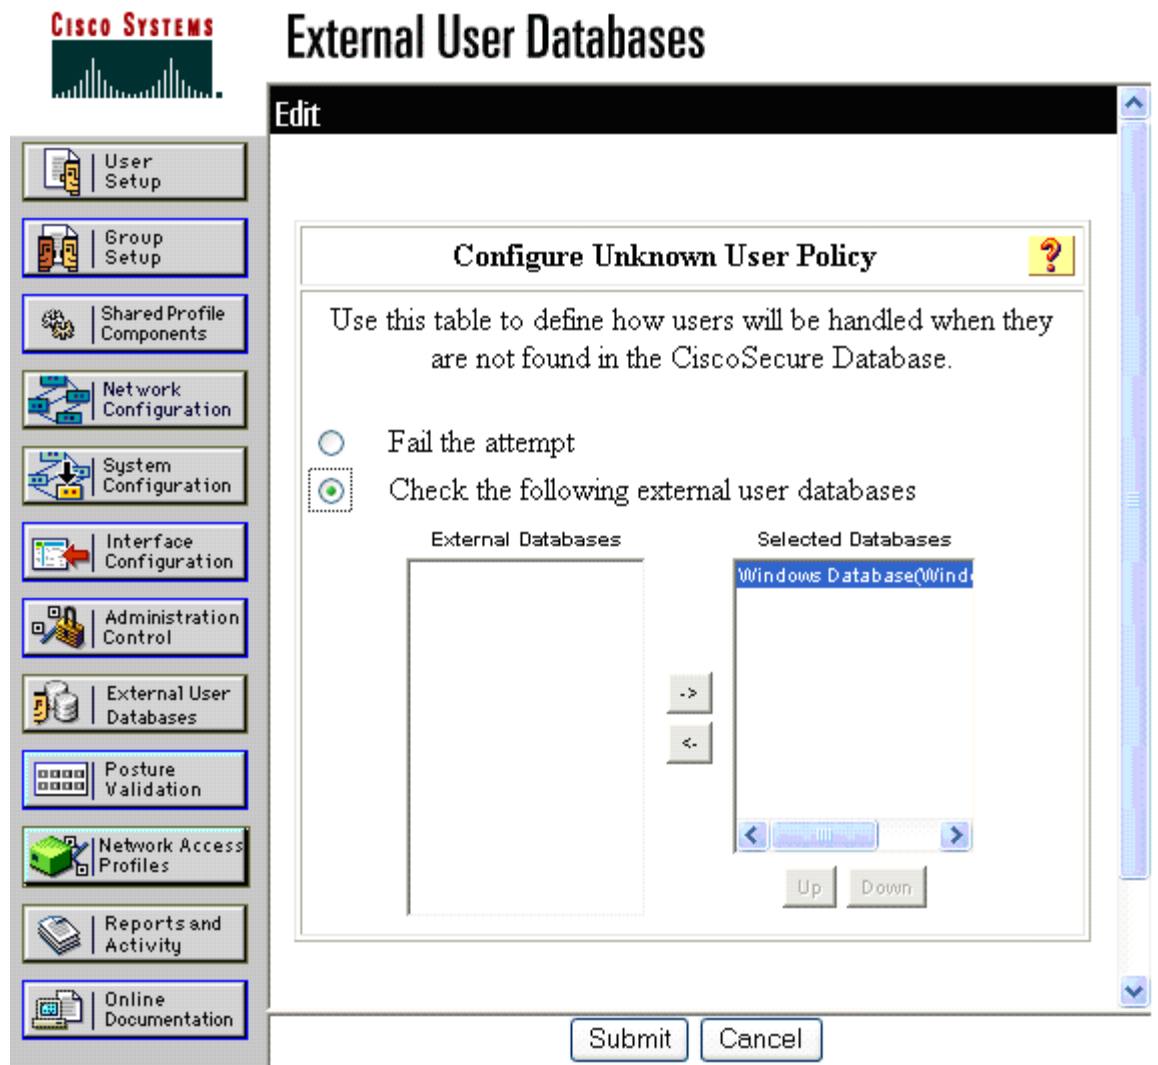 CISCO SYSTEMS
External User Databases
Edit
User
Setup
Group
Setup
Shared Profile
Components
Network
Configuration
System
Configuration
Interface
Configuration
Administration
Control
External User
Databases
Posture
Validation
Network Access
Profiles
Reports and
Activity
Online
Documentation
Configure Unknown User Policy
?
Use this table to define how users will be handled when they
are not found in the CiscoSecure Database.
Fail the attempt
Check the following external user databases
External Databases
Selected Databases
Windows Database(Wind
->
<-
Up
Down
Submit
Cancel